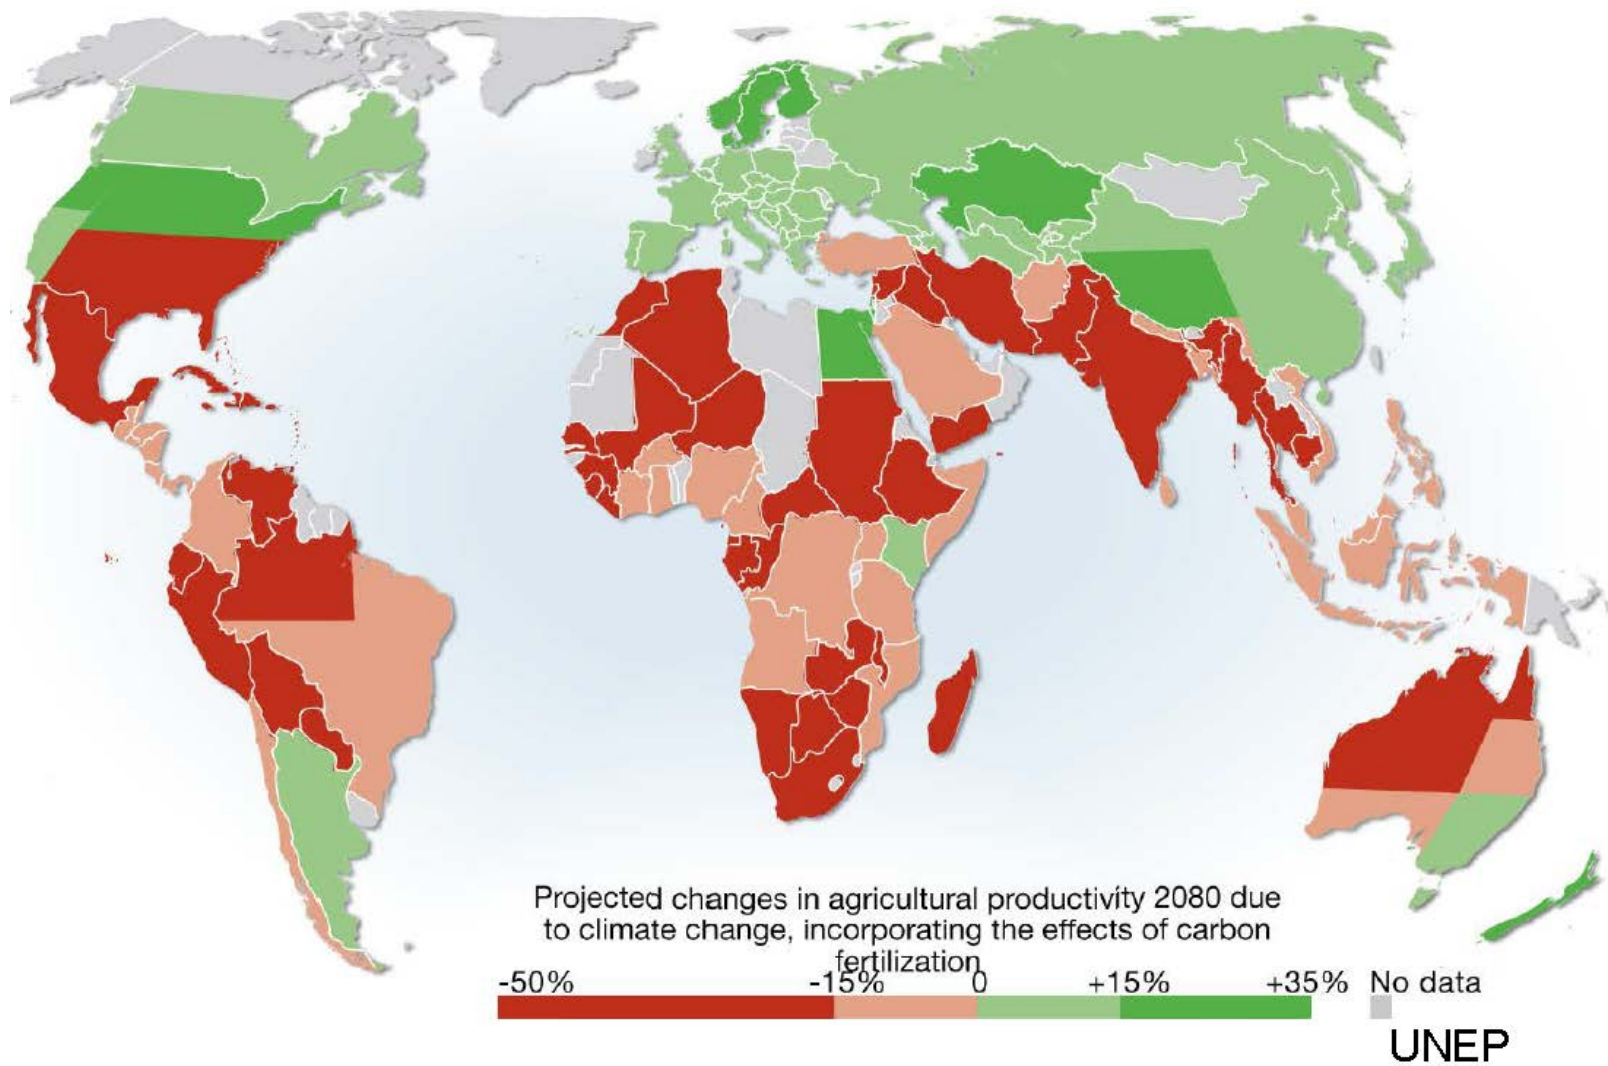 Projected changes in agricultural productivity 2080 due
to climate change, incorporating the effects of carbon
fertilization
-50% -15% 0 +15% +35% No data
UNEP